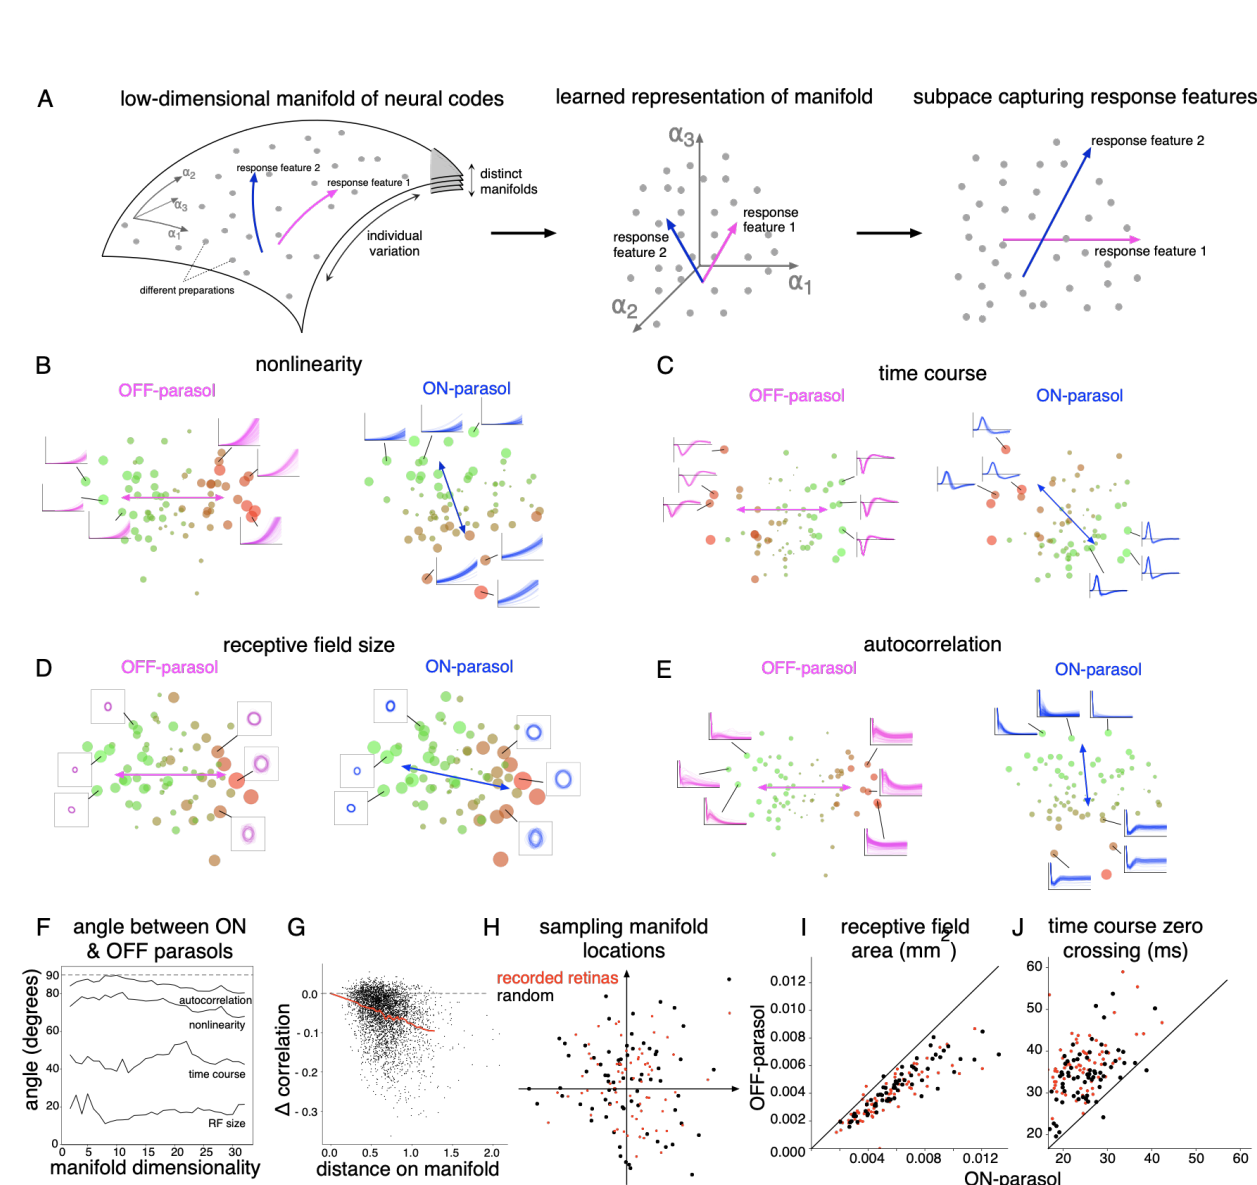 A
low-dimensional manifold of neural codes
learned representation of manifold
subpace capturing response features
α2
α3
α1
response feature 2
response feature 1
distinct
manifolds
individual
variation
different preparations
α3
response
feature 1
response
feature 2
α1
α2
response feature 2
response feature 1
B
nonlinearity
OFF-parasol
ON-parasol
C
time course
OFF-parasol
ON-parasol
D
receptive field size
OFF-parasol
ON-parasol
E
autocorrelation
OFF-parasol
ON-parasol
F
angle between ON
& OFF parasols
90
80
60
40
20
0
angle (degrees)
autocorrelation
nonlinearity
time course
RF size
0 5 10 15 20 25 30
manifold dimensionality
G
0.0
- 0.1
- 0.2
- 0.3
Δ correlation
0.0 0.5 1.0 1.5 2.0
distance on manifold
H
sampling manifold
locations
recorded retinas
random
I
receptive field
area (mm2)
0.012
0.010
0.008
0.006
0.004
0.002
0.000
OFF-parasol
0.004 0.008 0.012
J
time course zero
crossing (ms)
60
50
40
30
20
20 30 40 50 60
ON-parasol